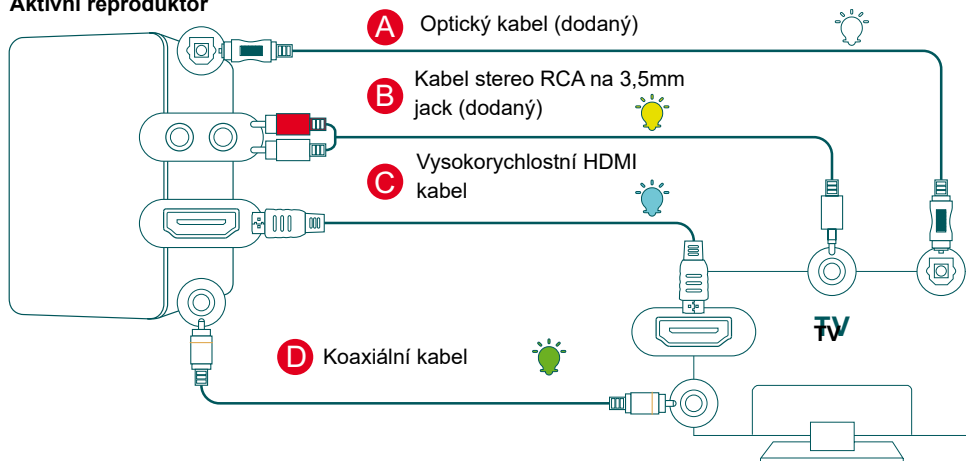 Aktivní reproduktor
A Optický kabel (dodaný)
B Kabel stereo RCA na 3,5mm
jack (dodaný)
C Vysokorychlostní HDMI
kabel
TV
TV
D Koaxiální kabel